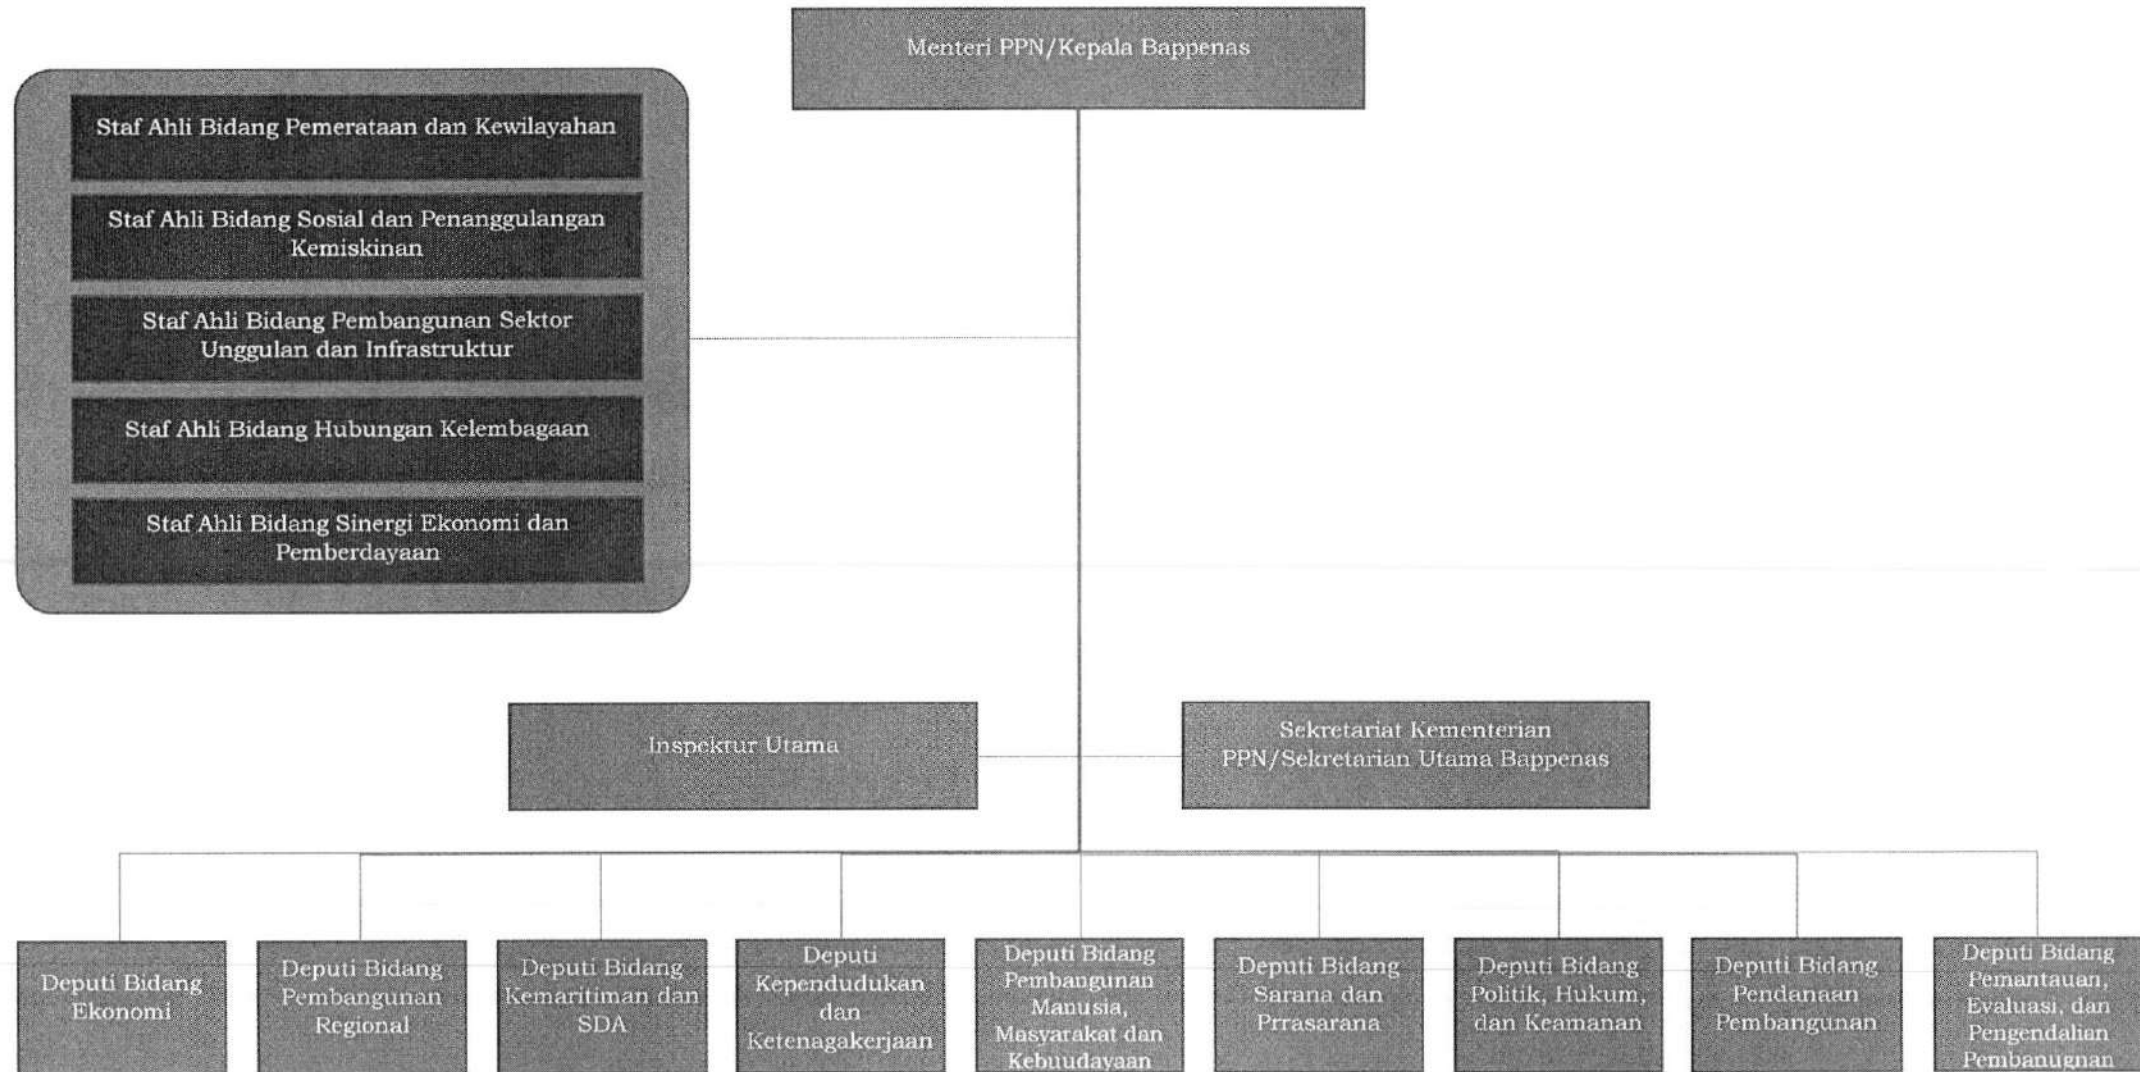 Menteri PPN/Kepala Bappenas
Staf Ahli Bidang Pemerataan dan Kewilayahan
Staf Ahli Bidang Sosial dan Penanggulangan
Kemiskinan
Staf Ahli Bidang Pembangunan Sektor
Unggulan dan Infrastruktur
Staf Ahli Bidang Hubungan Kelembagaan
Staf Ahli Bidang Sinergi Ekonomi dan
Pemberdayaan
Inspektur Utama
Sekretariat Kementerian
PPN/Sekretarian Utama Bappenas
Deputi Bidang
Ekonomi
Deputi Bidang
Pembangunan
Regional
Deputi Bidang
Kemaritiman dan
SDA
Deputi
Kependudukan
dan
Ketenagakerjaan
Deputi Bidang
Pembangunan
Manusia,
Masyarakat dan
Kebuudayaan
Deputi Bidang
Sarana dan
Prrasarana
Deputi Bidang
Politik, Hukum,
dan Keamanan
Deputi Bidang
Pendanaan
Pembangunan
Deputi Bidang
Pemantauan,
Evaluasi, dan
Pengendalian
Pembanugnan